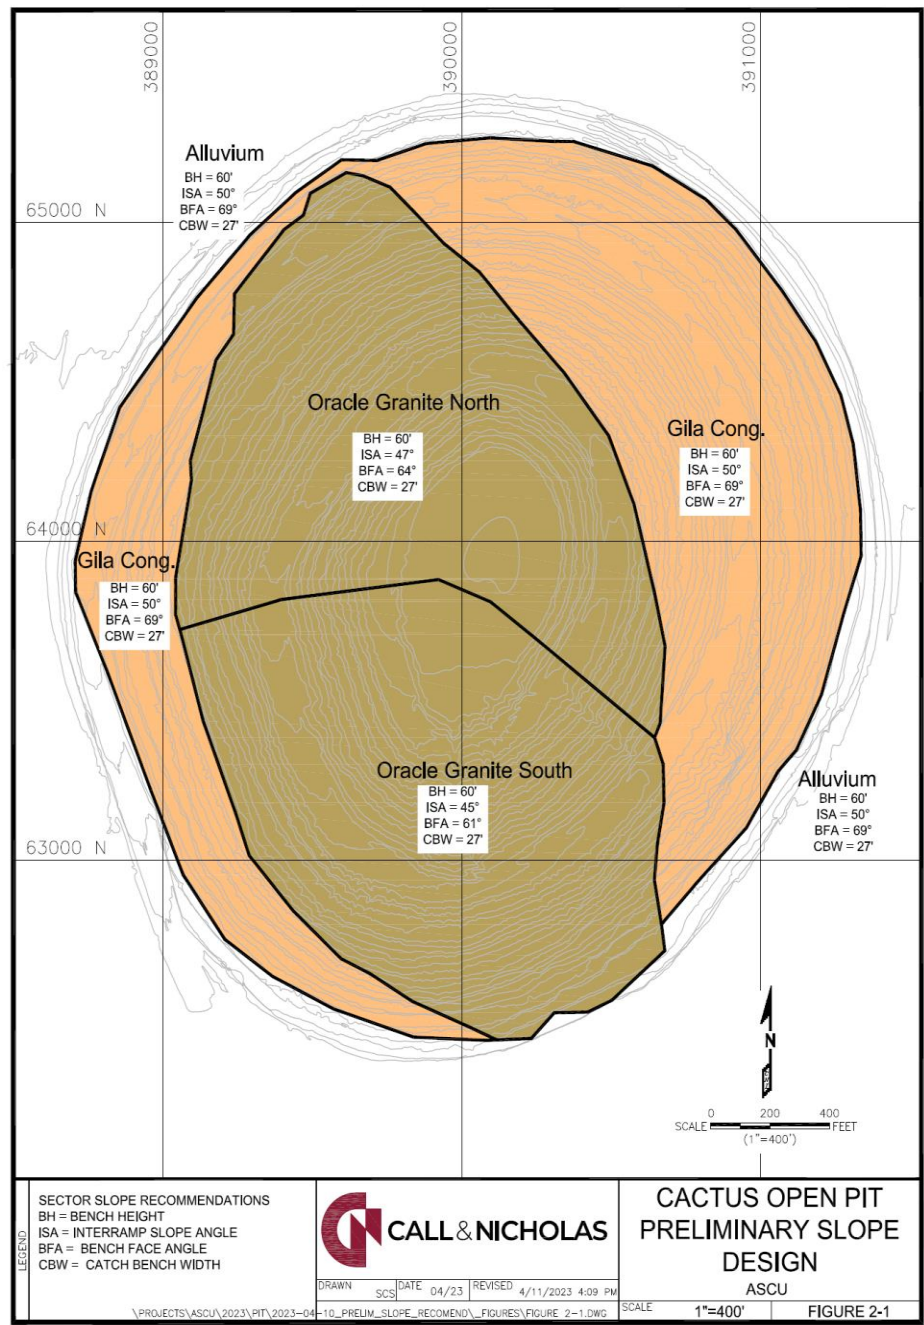 389000
390000
391000
Alluvium
BH = 60'
ISA = 50°
BFA = 69°
CBW = 27'
65000 N
Oracle Granite North
BH = 60'
ISA = 47°
BFA = 64°
CBW = 27'
Gila Cong.
BH = 60'
ISA = 50°
BFA = 69°
CBW = 27'
64000 N
Gila Cong.
BH = 60'
ISA = 50°
BFA = 69°
CBW = 27'
Oracle Granite South
BH = 60'
ISA = 45°
BFA = 61°
CBW = 27'
Alluvium
BH = 60'
ISA = 50°
BFA = 69°
CBW = 27'
63000 N
N
0 200 400
SCALE FEET
(1"=400')
LEGEND
SECTOR SLOPE RECOMMENDATIONS
BH = BENCH HEIGHT
ISA = INTERRAMP SLOPE ANGLE
BFA = BENCH FACE ANGLE
CBW = CATCH BENCH WIDTH
CALL & NICHOLAS
DRAWN SCS DATE 04/23 REVISED 4/11/2023 4:09 PM
\PROJECTS\ASCU\2023\PIT\2023-04-10_PRELIM_SLOPE_RECOMEND\_FIGURES\FIGURE 2-1.DWG
CACTUS OPEN PIT
PRELIMINARY SLOPE
DESIGN
ASCU
SCALE 1"=400' FIGURE 2-1